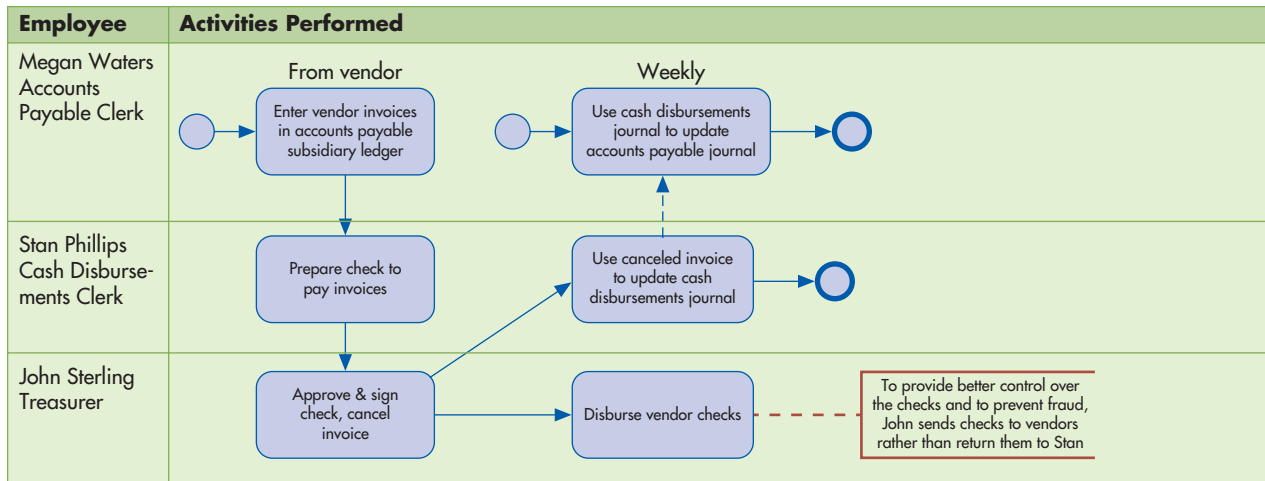 Employee
Activities Performed
Megan Waters
Accounts
Payable Clerk
From vendor
Weekly
Enter vendor invoices
in accounts payable
subsidiary ledger
Use cash disbursements
journal to update
accounts payable journal
Stan Phillips
Cash Disburse-
ments Clerk
Prepare check to
pay invoices
Use canceled invoice
to update cash
disbursements journal
John Sterling
Treasurer
Approve & sign
check, cancel
invoice
Disburse vendor checks
To provide better control over
the checks and to prevent fraud,
John sends checks to vendors
rather than return them to Stan